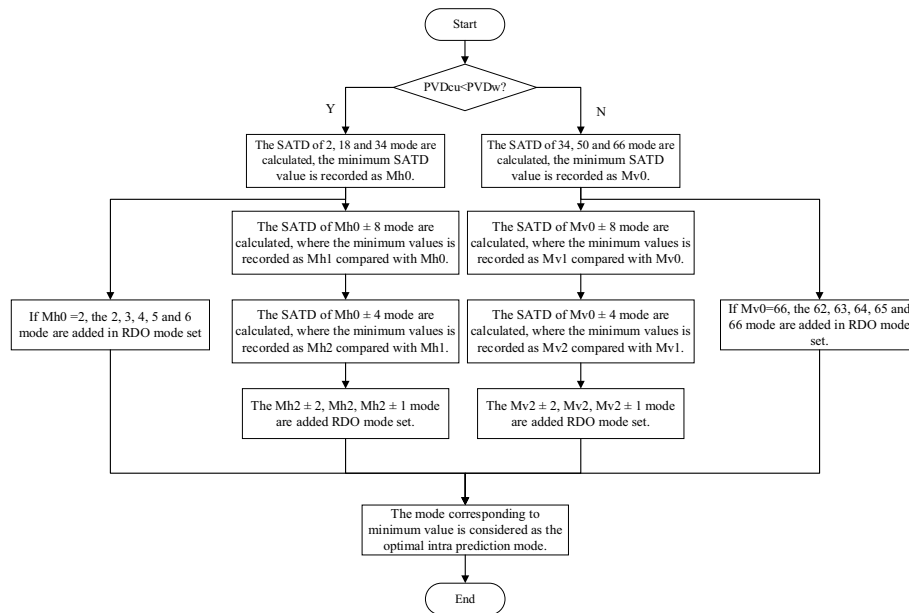 Start
PVDcu<PVDw?
Y
N
The SATD of 2, 18 and 34 mode are
calculated, the minimum SATD
value is recorded as Mh0.
The SATD of 34, 50 and 66 mode are
calculated, the minimum SATD
value is recorded as Mv0.
The SATD of Mh0 ± 8 mode are
calculated, where the minimum values is
recorded as Mh1 compared with Mh0.
The SATD of Mv0 ± 8 mode are
calculated, where the minimum values is
recorded as Mv1 compared with Mv0.
If Mh0 =2, the 2, 3, 4, 5 and 6
mode are added in RDO mode set
The SATD of Mh0 ± 4 mode are
calculated, where the minimum values is
recorded as Mh2 compared with Mh1.
The SATD of Mv0 ± 4 mode are
calculated, where the minimum values is
recorded as Mv2 compared with Mv1.
If Mv0=66, the 62, 63, 64, 65 and
66 mode are added in RDO mode
set.
The Mh2 ± 2, Mh2, Mh2 ± 1 mode
are added RDO mode set.
The Mv2 ± 2, Mv2, Mv2 ± 1 mode
are added RDO mode set.
The mode corresponding to
minimum value is considered as the
optimal intra prediction mode.
End